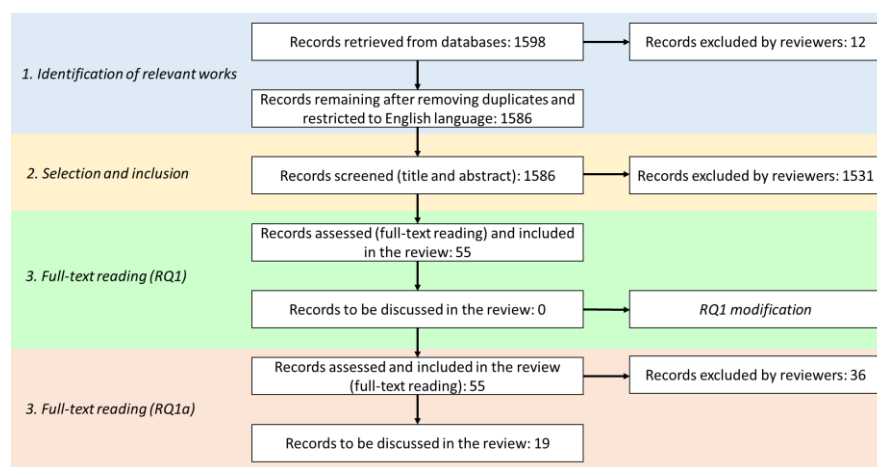 Records retrieved from databases: 1598
Records excluded by reviewers: 12
1. Identification of relevant works
Records remaining after removing duplicates and
restricted to English language: 1586
2. Selection and inclusion
Records screened (title and abstract): 1586
Records excluded by reviewers: 1531
Records assessed (full-text reading) and included
in the review: 55
3. Full-text reading (RQ1)
Records to be discussed in the review: 0
RQ1 modification
Records assessed and included in the review
(full-text reading): 55
Records excluded by reviewers: 36
3. Full-text reading (RQ1a)
Records to be discussed in the review: 19